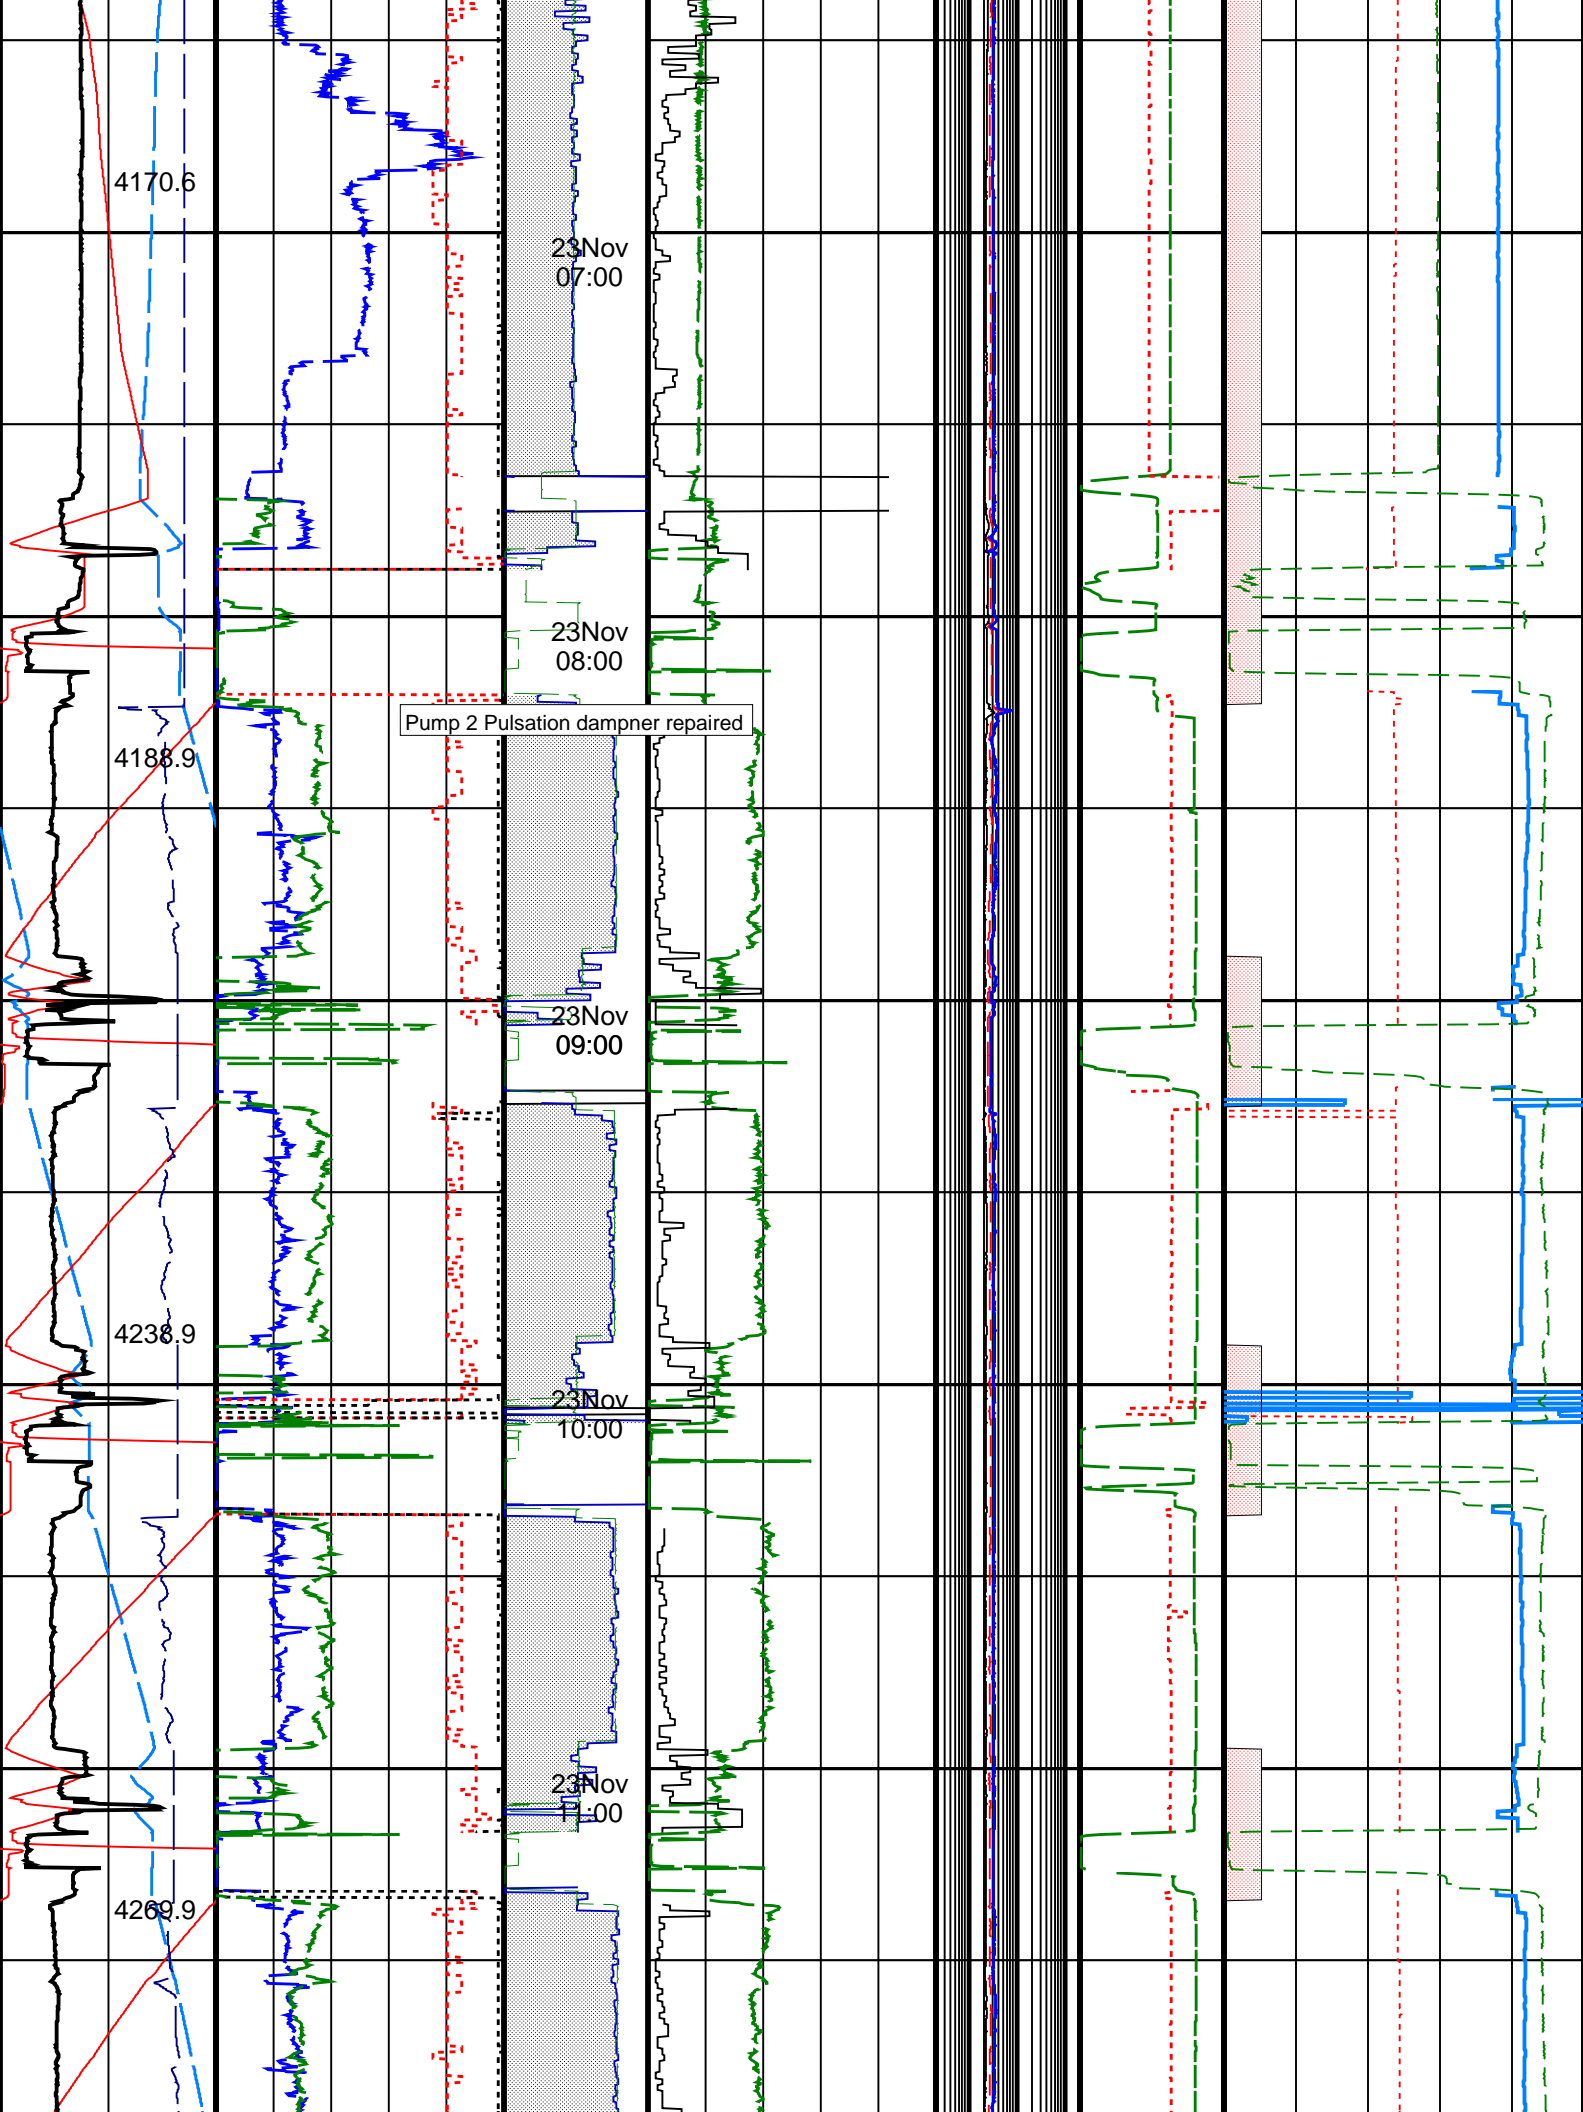 4170.6
23Nov
07:00
23Nov
08:00
Pump 2 Pulsation dampner repaired
4188.9
23Nov
09:00
4238.9
23Nov
10:00
23Nov
11:00
4269.9